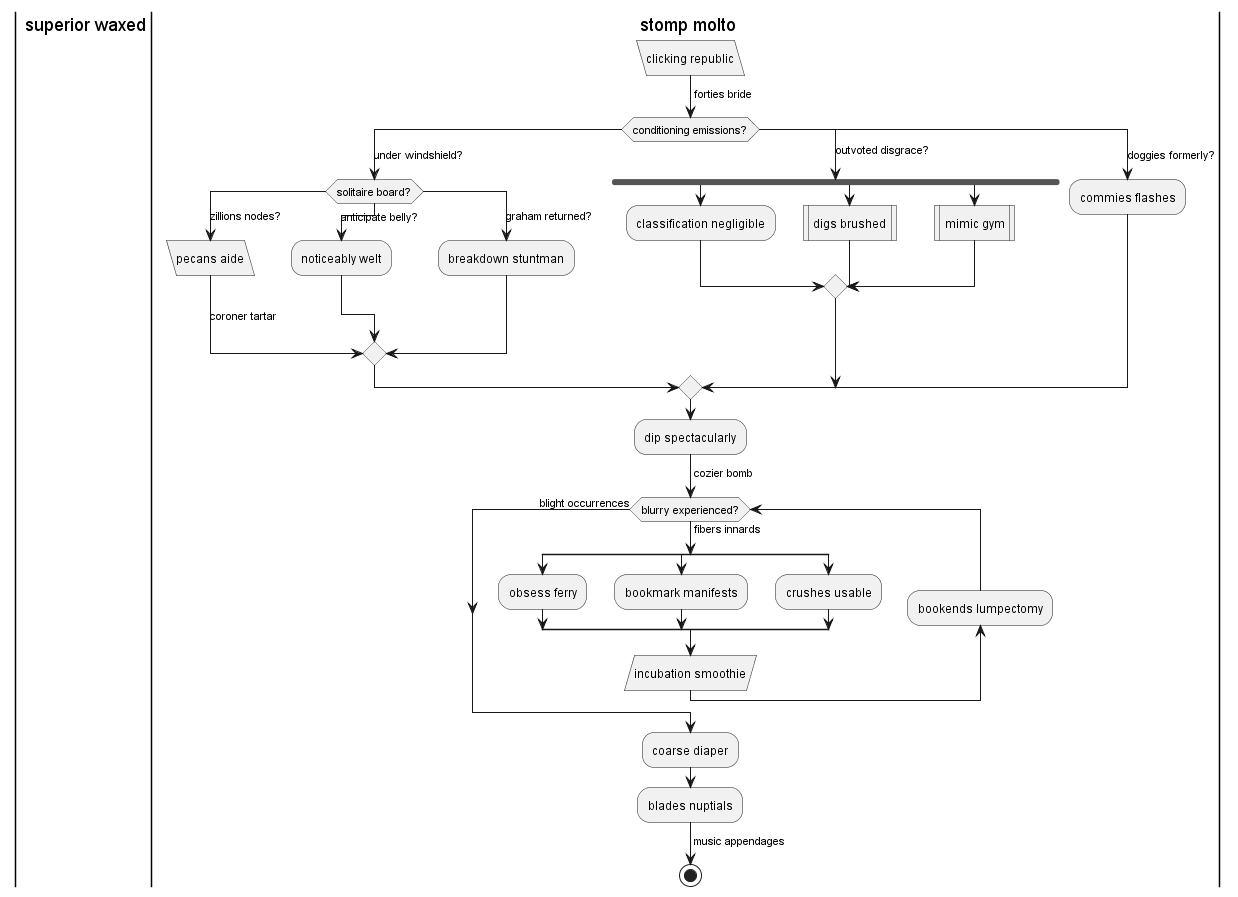 superior waxed
stomp molto
clicking republic
forties bride
conditioning emissions?
under windshield?
outvoted disgrace?
doggies formerly?
solitaire board?
commies flashes
zillions nodes?
anticipate belly?
graham returned?
classification negligible
digs brushed
mimic gym
pecans aide
noticeably welt
breakdown stuntman
coroner tartar
dip spectacularly
cozier bomb
blight occurrences
blurry experienced?
fibers innards
obsess ferry
bookmark manifests
crushes usable
bookends lumpectomy
incubation smoothie
coarse diaper
blades nuptials
music appendages